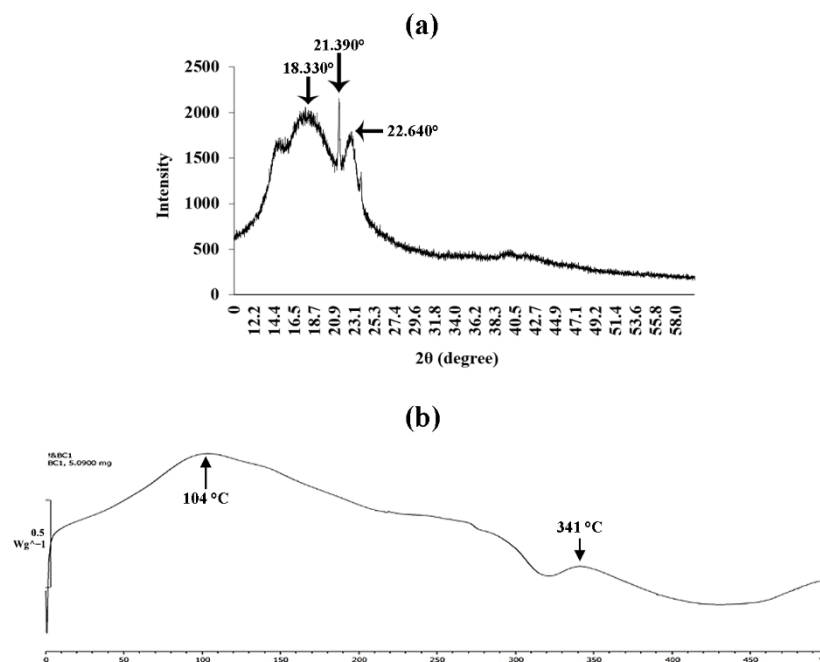 (a)
21.390°
18.330°
22.640°
2500
2000
1500
1000
500
0
Intensity
0 12.2 14.4 16.5 18.7 20.9 23.1 25.3 27.4 29.6 31.8 34.0 36.2 38.3 40.5 42.7 44.9 47.1 49.2 51.4 53.6 55.8 58.0
2θ (degree)
(b)
!&BC1
BC1, 5.0900 mg
104 °C
341 °C
0.5
Wg^−1
0 50 100 150 200 250 300 350 400 450